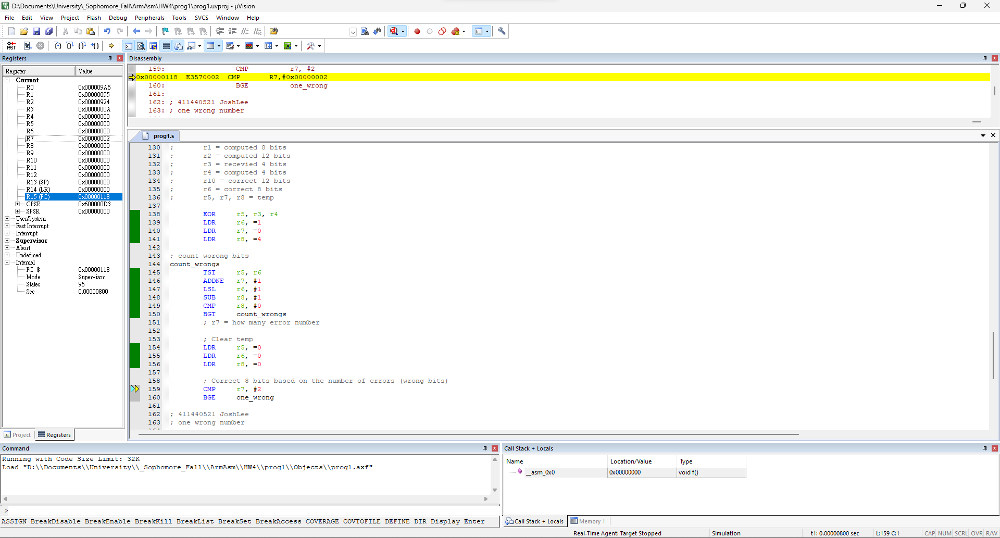 D:\Documents\University\_Sophomore_Fall\ArmAsm\HW4\prog1\prog1.uvproj - µVision
File Edit View Project Flash Debug Peripherals Tools SVCS Window Help
RST
Registers
Register Value
Current
R0 0x000009A6
R1 0x00000095
R2 0x00000924
R3 0x0000000A
R4 0x00000000
R5 0x00000000
R6 0x00000000
R7 0x00000002
R8 0x00000000
R9 0x00000000
R10 0x00000000
R11 0x00000000
R12 0x00000000
R13 (SP) 0x00000000
R14 (LR) 0x00000000
R15 (PC) 0x00000118
CPSR 0x600000D3
SPSR 0x00000000
User/System
Fast Interrupt
Interrupt
Supervisor
Abort
Undefined
Internal
PC $ 0x00000118
Mode Supervisor
States 96
Sec 0.00000800
Project Registers
Disassembly
159: CMP r7, #2
0x00000118 E3570002 CMP R7,#0x00000002
160: BGE one_wrong
161:
162: ; 411440521 JoshLee
163: ; one wrong number
prog1.s
130 ; r1 = computed 8 bits
131 ; r2 = computed 12 bits
132 ; r3 = recevied 4 bits
133 ; r4 = computed 4 bits
134 ; r10 = correct 12 bits
135 ; r6 = correct 8 bits
136 ; r5, r7, r8 = temp
137
138 EOR r5, r3, r4
139 LDR r6, =1
140 LDR r7, =0
141 LDR r8, =4
142
143 ; count worong bits
144 count_wrongs
145 TST r5, r6
146 ADDNE r7, #1
147 LSL r6, #1
148 SUB r8, #1
149 CMP r8, #0
150 BGT count_wrongs
151 ; r7 = how many error number
152
153 ; Clear temp
154 LDR r5, =0
155 LDR r6, =0
156 LDR r8, =0
157
158 ; Correct 8 bits based on the number of errors (wrong bits)
159 CMP r7, #2
160 BGE one_wrong
161
162 ; 411440521 JoshLee
163 ; one wrong number
Command
Running with Code Size Limit: 32K
Load "D:\\Documents\\University\\_Sophomore_Fall\\ArmAsm\\HW4\\prog1\\Objects\\prog1.axf"
>
ASSIGN BreakDisable BreakEnable BreakKill BreakList BreakSet BreakAccess COVERAGE COVTOFILE DEFINE DIR Display Enter
Call Stack + Locals
Name Location/Value Type
__asm_0x0 0x00000000 void f()
Call Stack + Locals Memory 1
Real-Time Agent: Target Stopped Simulation t1: 0.00000800 sec L:159 C:1 CAP NUM SCRL OVR R/W